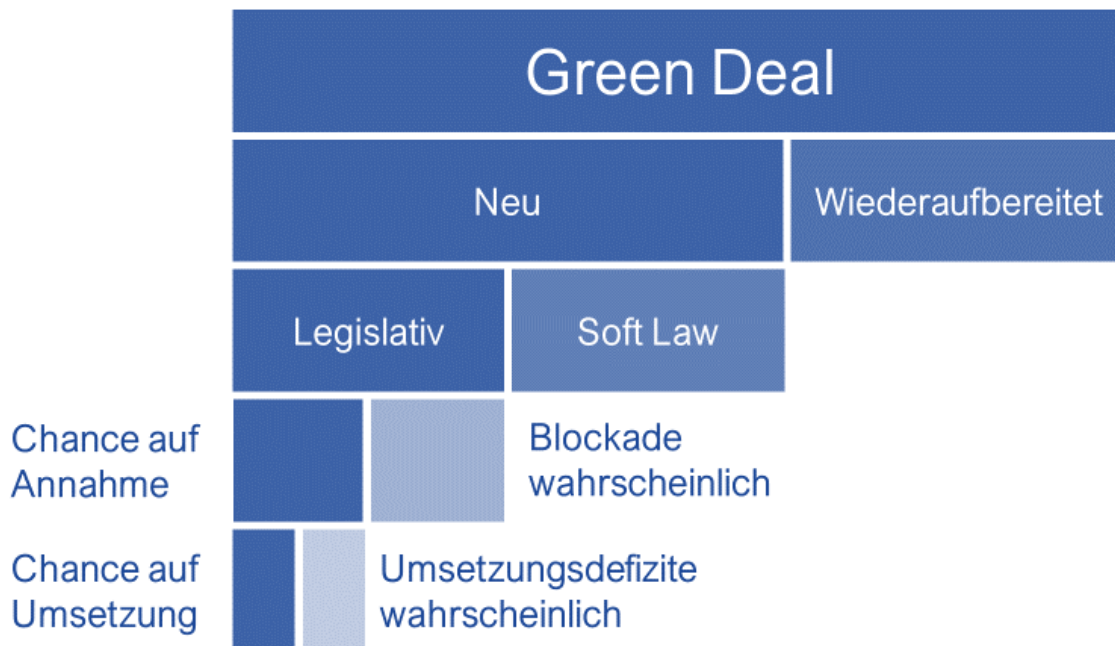 Green Deal
Neu
Wiederaufbereitet
Legislativ
Soft Law
Chance auf
Annahme
Blockade
wahrscheinlich
Chance auf
Umsetzung
Umsetzungsdefizite
wahrscheinlich